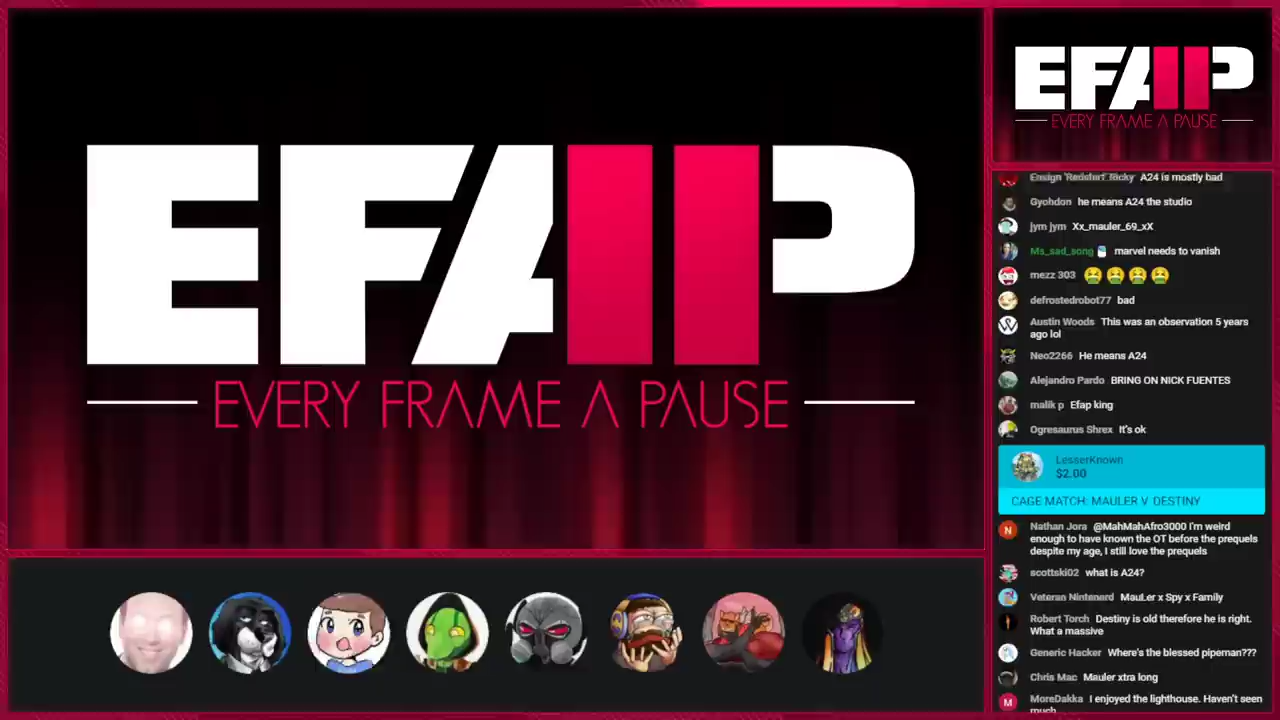 EFAP
EVERY FRAME A PAUSE
EFAP
EVERY FRAME A PAUSE
Ensign 'Redshirt' Ricky A24 is mostly bad
Gyohdon he means A24 the studio
jym jym Xx_mauler_69_xX
Ms_sad_song marvel needs to vanish
mezz 303
defrostedrobot77 bad
Austin Woods This was an observation 5 years
ago lol
Neo2266 He means A24
Alejandro Pardo BRING ON NICK FUENTES
malik p Efap king
Ogresaurus Shrex It's ok
LesserKnown
$2.00
CAGE MATCH: MAULER V DESTINY
N Nathan Jora @MahMahAfro3000 I'm weird
enough to have known the OT before the prequels
despite my age, I still love the prequels
scottski02 what is A24?
Veteran Nintenerd MauLer x Spy x Family
Robert Torch Destiny is old therefore he is right.
What a massive
Generic Hacker Where's the blessed pipeman???
Chris Mac Mauler xtra long
M MoreDakka I enjoyed the lighthouse. Haven't seen
much